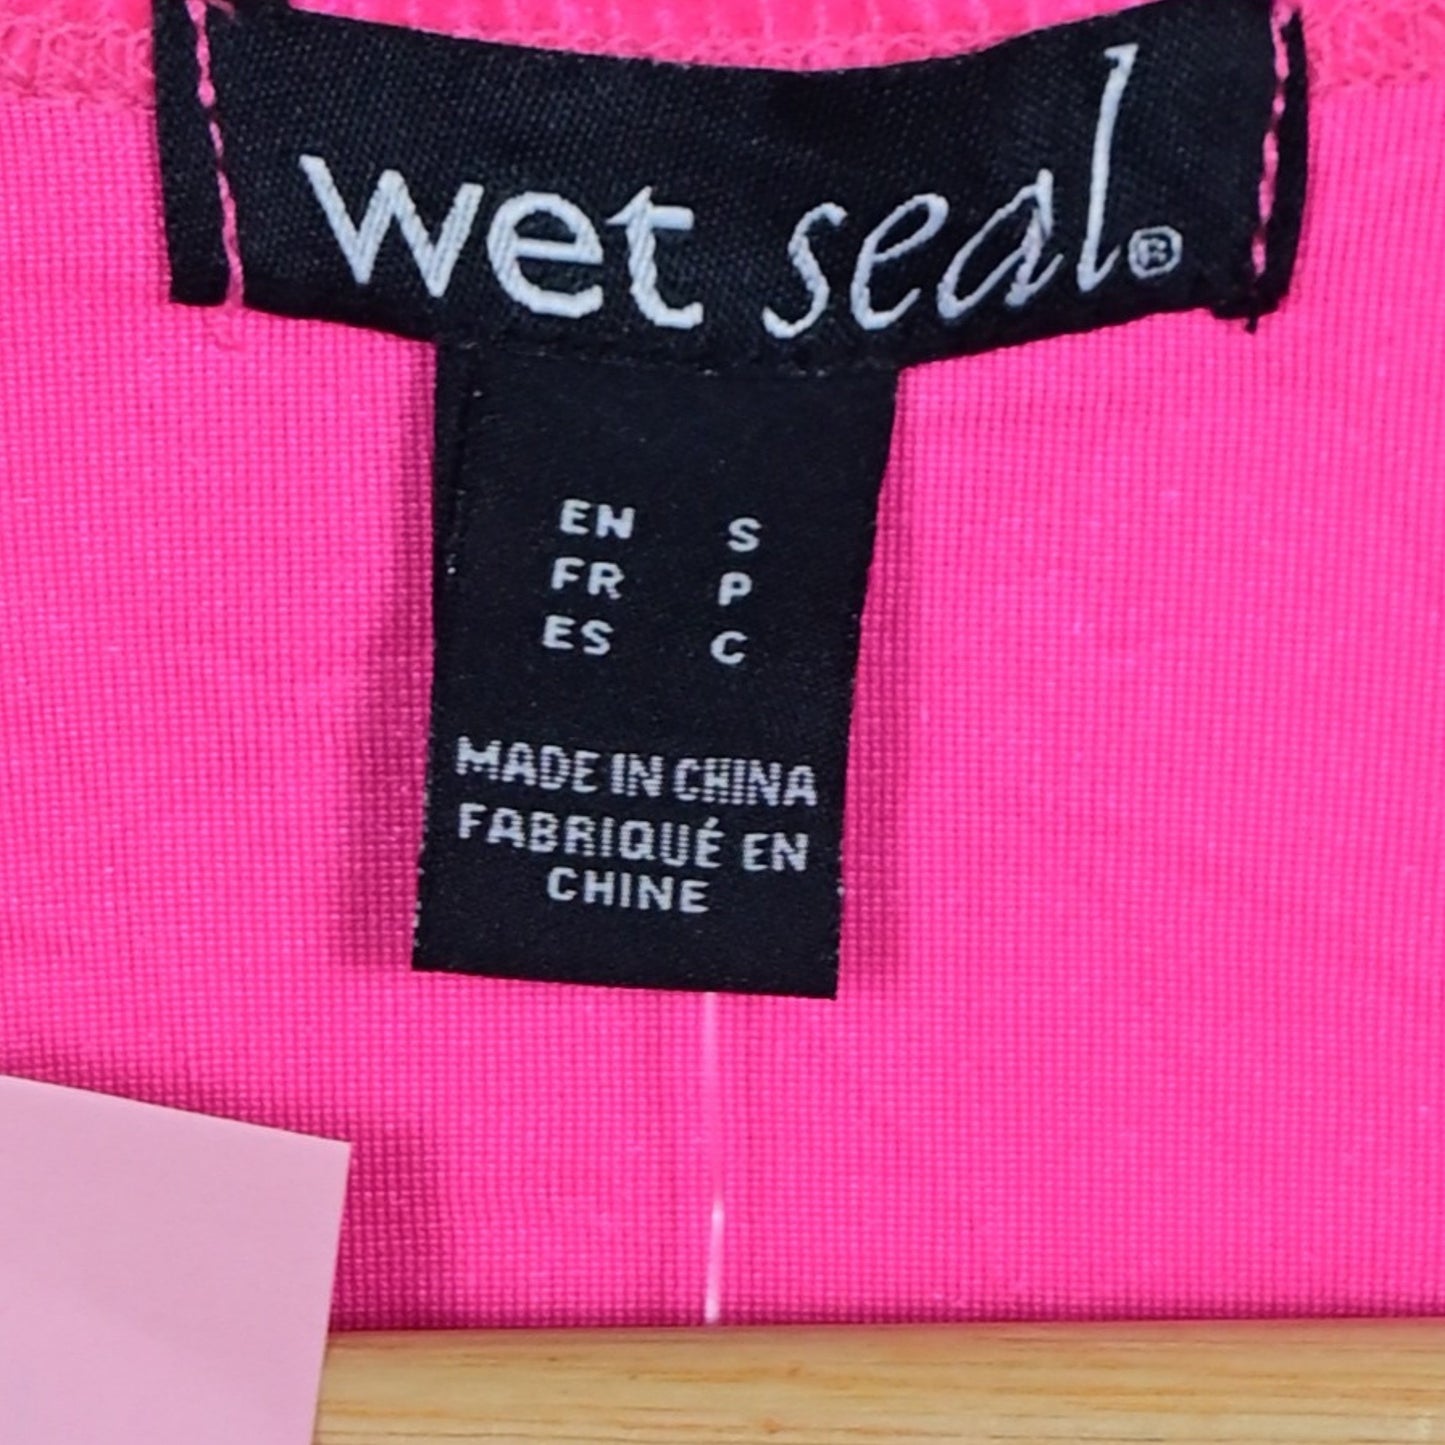 wet seal®
EN S
FR P
ES C
MADE IN CHINA
FABRIQUÉ EN
CHINE